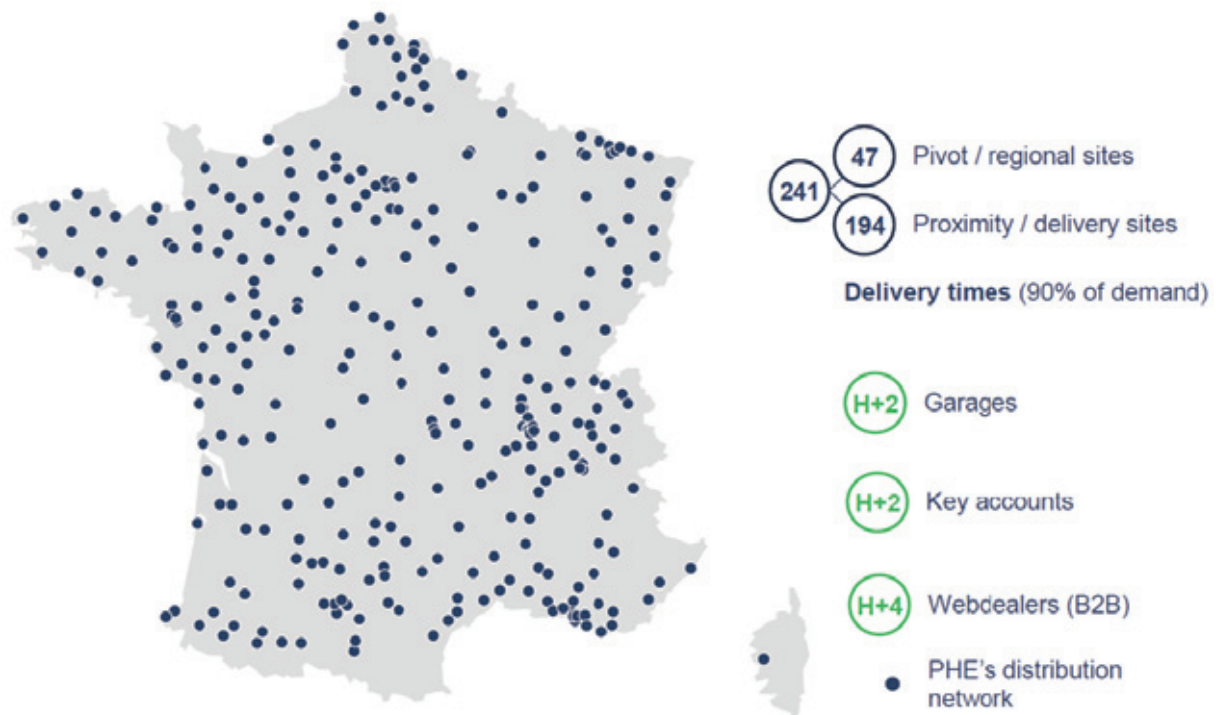 241
47 Pivot / regional sites
194 Proximity / delivery sites
Delivery times (90% of demand)
H+2 Garages
H+2 Key accounts
H+4 Webdealers (B2B)
PHE's distribution
network